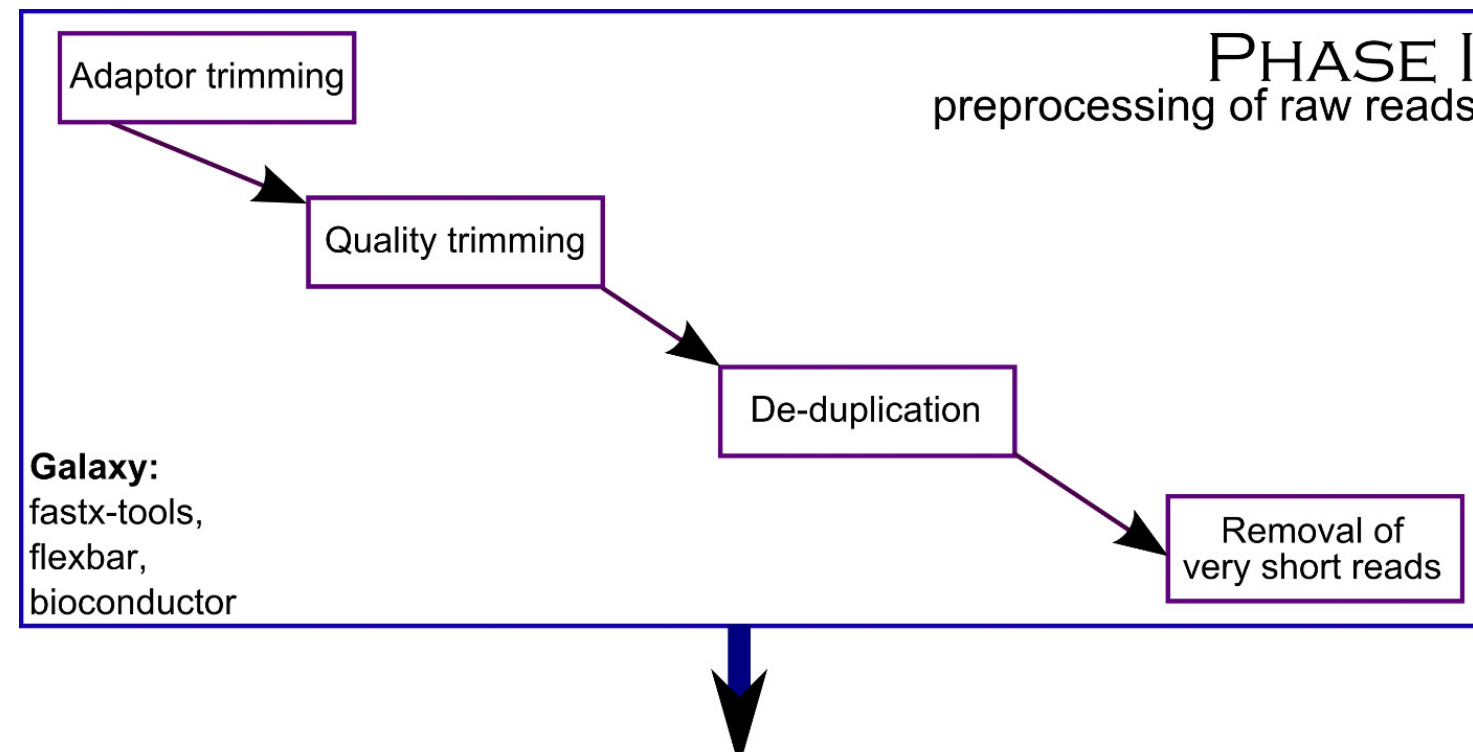 Adaptor trimming
PHASE I
preprocessing of raw reads
Quality trimming
De-duplication
Galaxy:
fastx-tools,
flexbar,
bioconductor
Removal of
very short reads